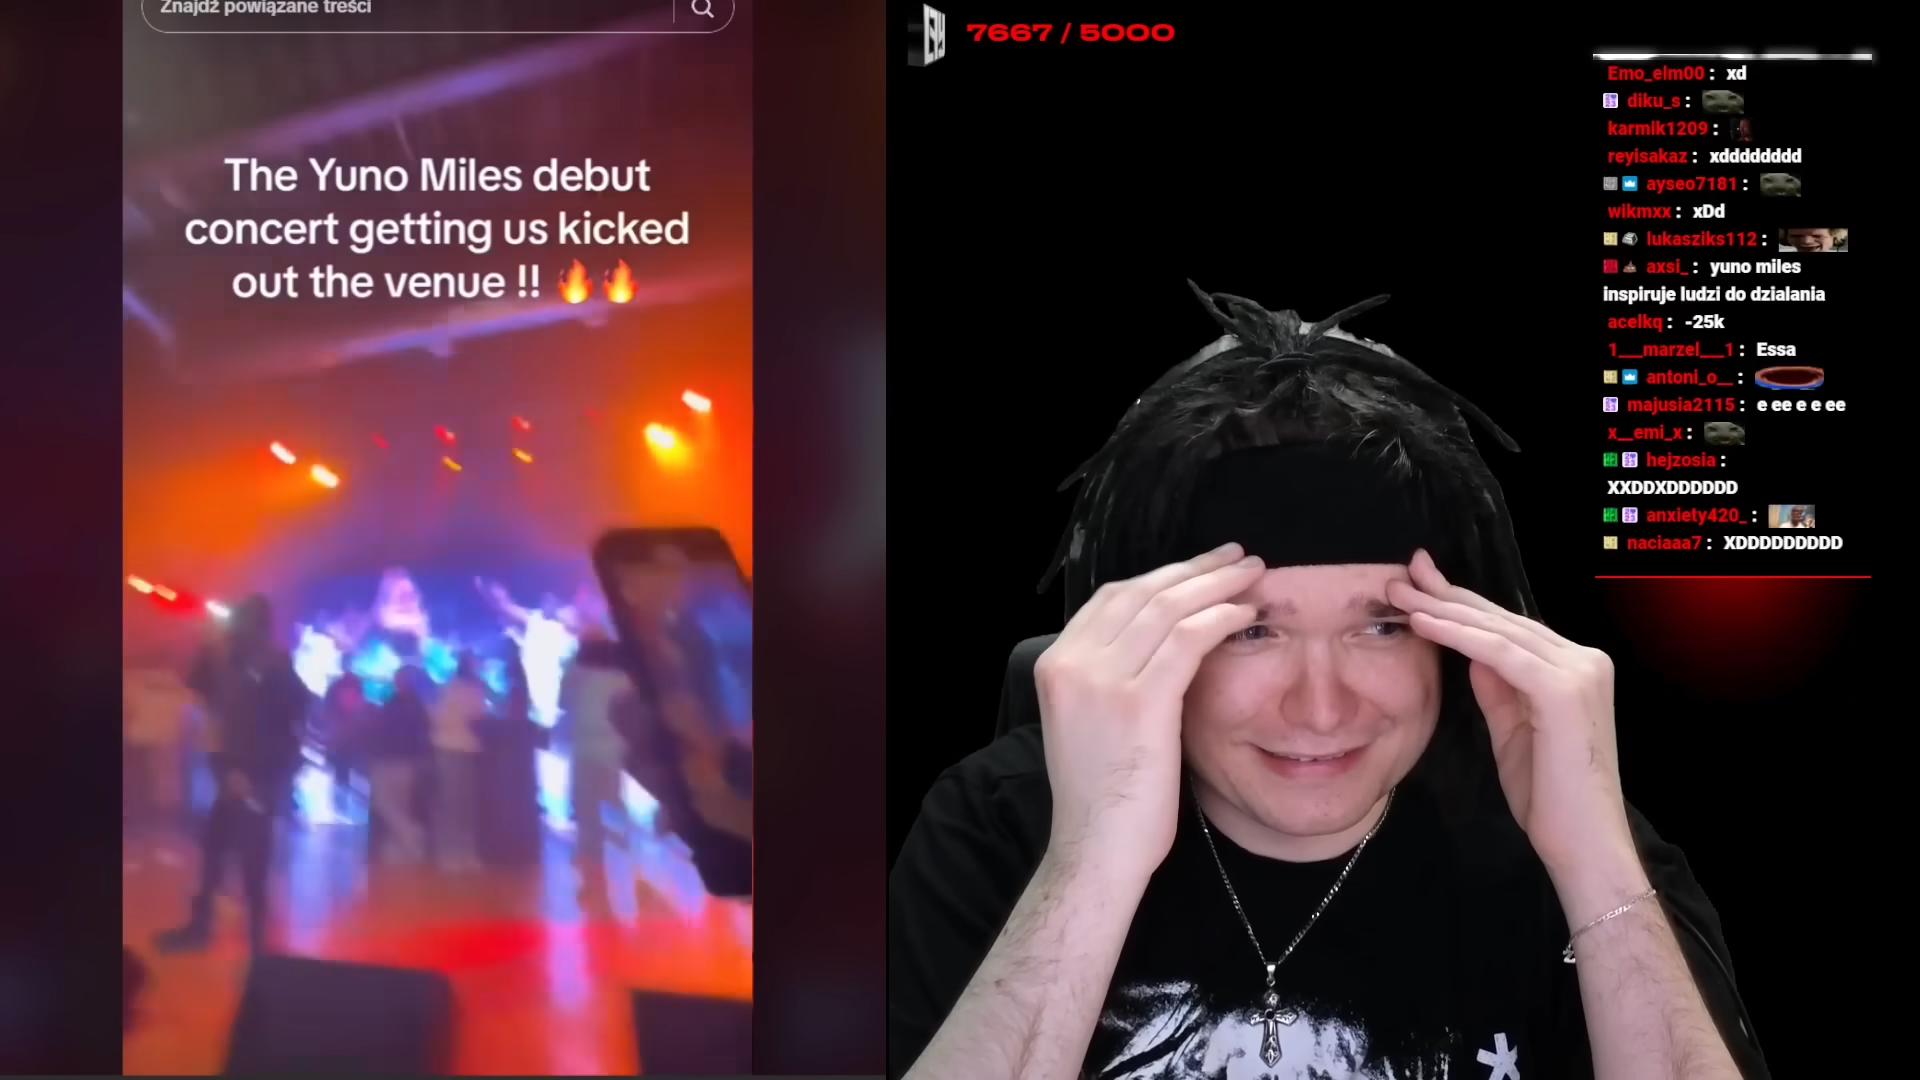 Znajdź powiązane treści
The Yuno Miles debut
concert getting us kicked
out the venue !! 🔥🔥
7667 / 5000
Emo_elm00 : xd
diku_s :
karmik1209 :
reyisakaz : xdddddddd
ayseo7181 :
wikmxx : xDd
lukasziks112 :
axsi_ : yuno miles
inspiruje ludzi do dzialania
acelkq : -25k
1___marzel___1 : Essa
antoni_o__ :
majusia2115 : e ee e e ee
x__emi_x :
hejzosia :
XXDDXDDDDDD
anxiety420_ :
naciaaa7 : XDDDDDDDDD